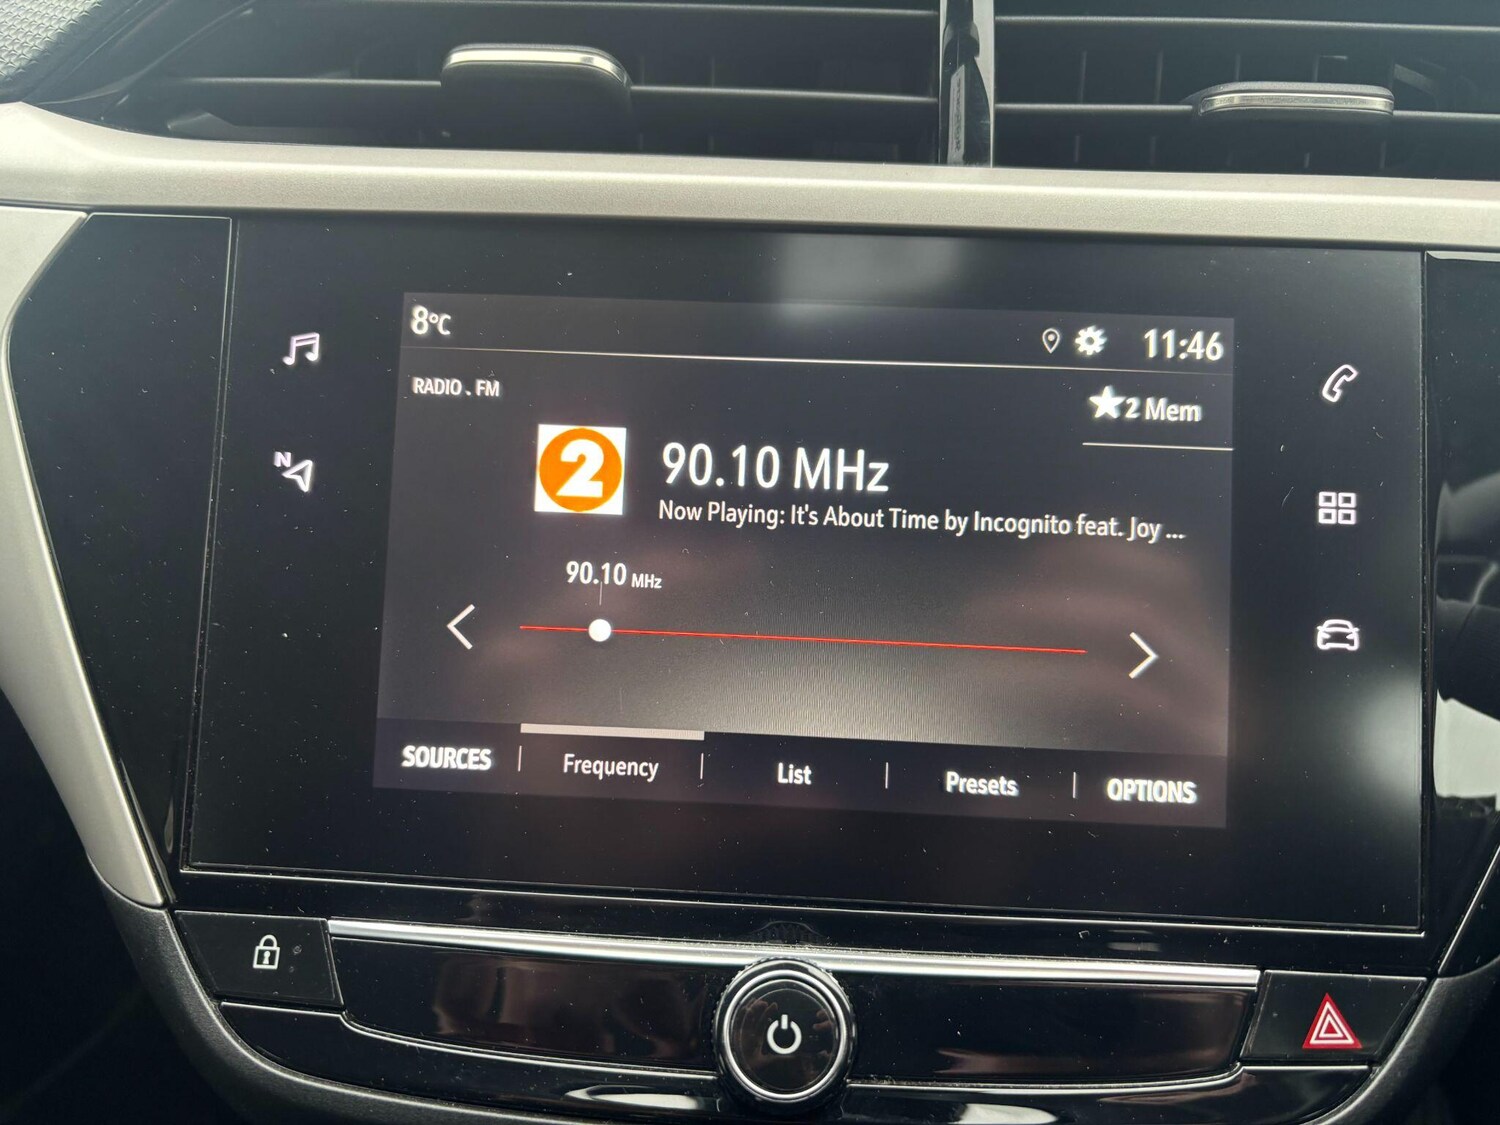 8°C
11:46
RADIO . FM
★2 Mem
2
90.10 MHz
Now Playing: It's About Time by Incognito feat. Joy ...
90.10 MHz
N
SOURCES | Frequency | List | Presets | OPTIONS